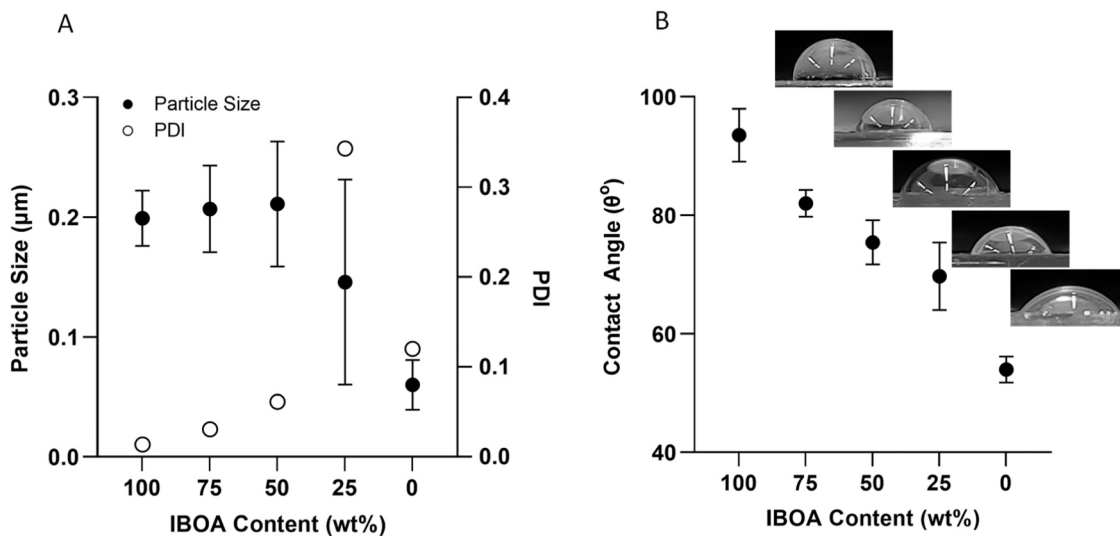 A
Particle Size
PDI
0.3
0.2
0.1
0.0
Particle Size (µm)
0.4
0.3
0.2
0.1
0.0
PDI
100 75 50 25 0
IBOA Content (wt%)
B
100
80
60
40
Contact Angle (θ⁰)
100 75 50 25 0
IBOA Content (wt%)